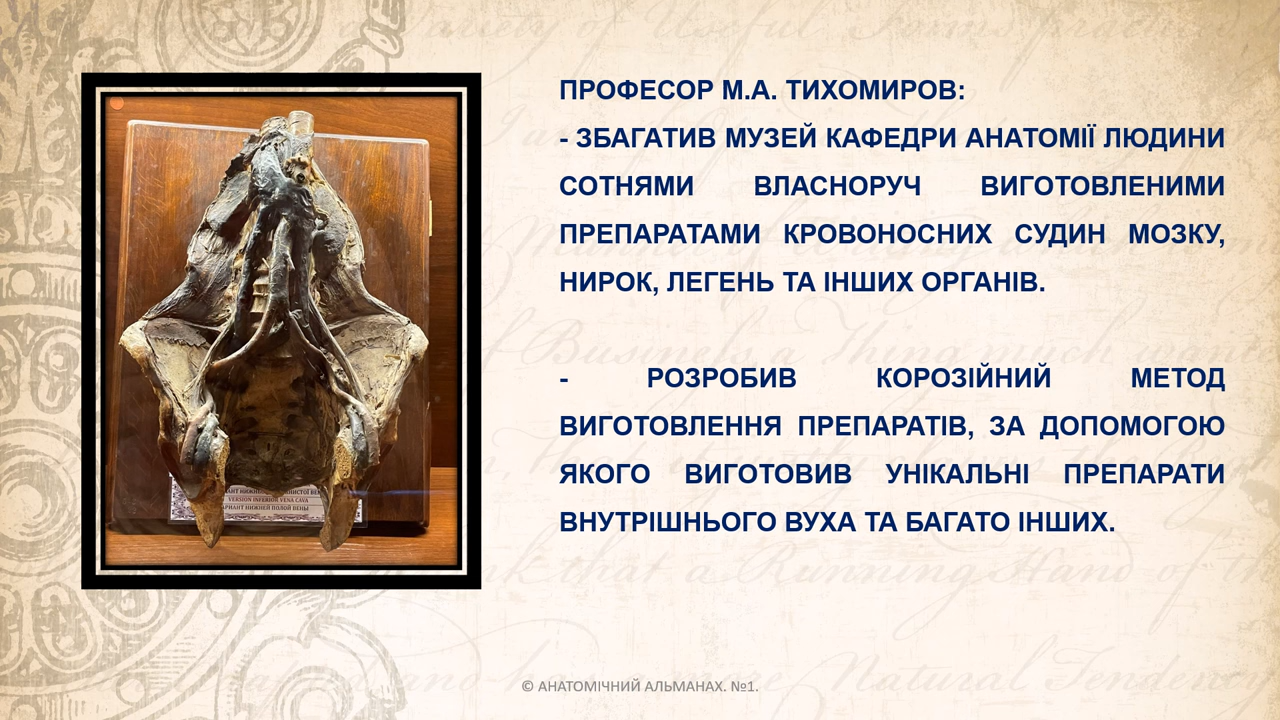 ПРОФЕСОР М.А. ТИХОМИРОВ:
- ЗБАГАТИВ МУЗЕЙ КАФЕДРИ АНАТОМІЇ ЛЮДИНИ
СОТНЯМИ ВЛАСНОРУЧ ВИГОТОВЛЕНИМИ
ПРЕПАРАТАМИ КРОВОНОСНИХ СУДИН МОЗКУ,
НИРОК, ЛЕГЕНЬ ТА ІНШИХ ОРГАНІВ.
- РОЗРОБИВ КОРОЗІЙНИЙ МЕТОД
ВИГОТОВЛЕННЯ ПРЕПАРАТІВ, ЗА ДОПОМОГОЮ
ЯКОГО ВИГОТОВИВ УНІКАЛЬНІ ПРЕПАРАТИ
ВНУТРІШНЬОГО ВУХА ТА БАГАТО ІНШИХ.
VERSION INFERIOR VENA CAVA
НИЖНЕЙ ПОЛОЙ ВЕНЫ
© АНАТОМІЧНИЙ АЛЬМАНАХ. №1.